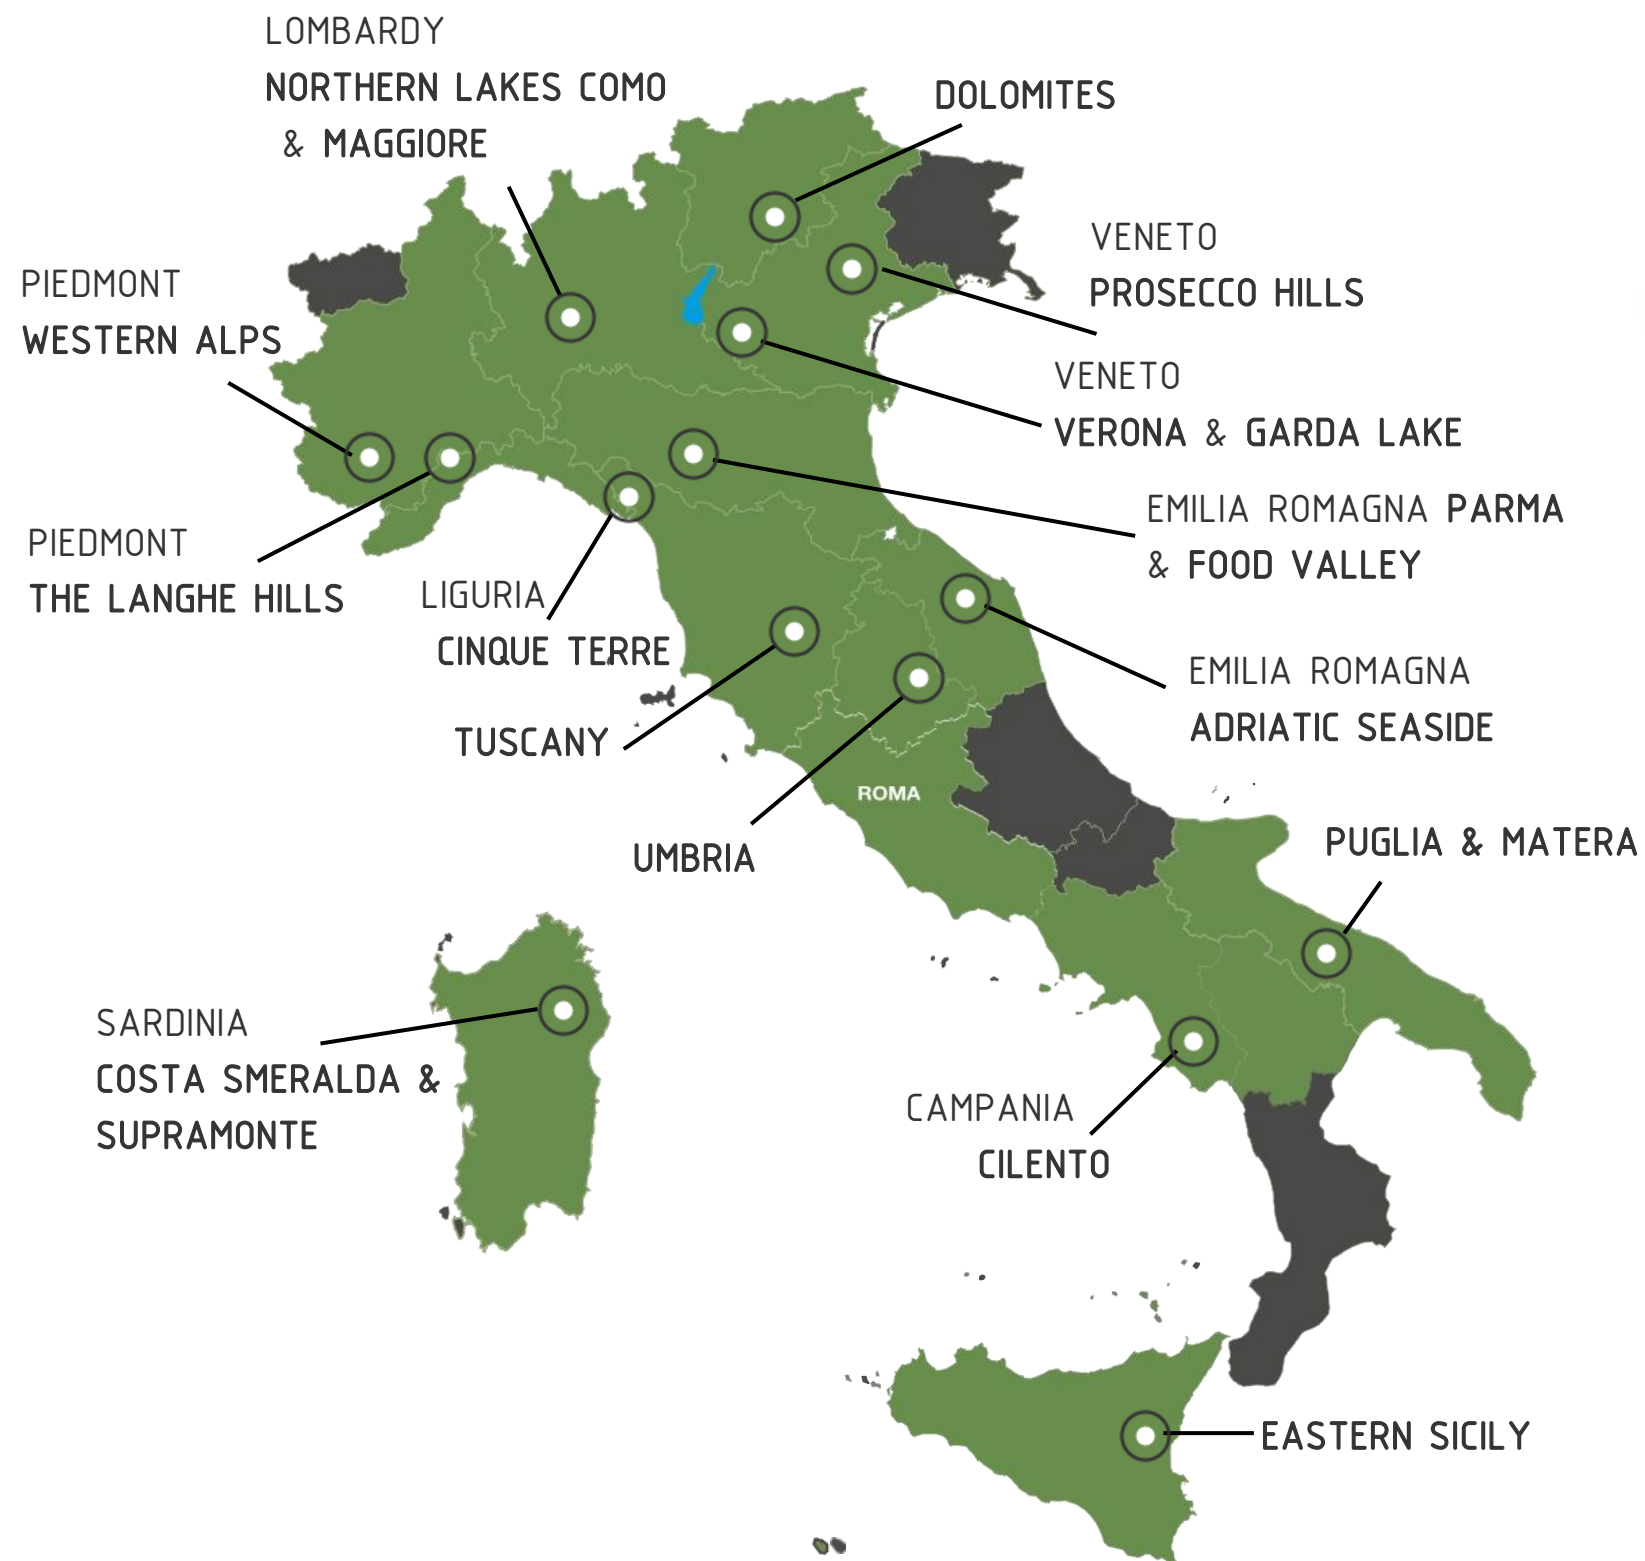 LOMBARDY
NORTHERN LAKES COMO
& MAGGIORE
DOLOMITES
VENETO
PROSECCO HILLS
PIEDMONT
WESTERN ALPS
VENETO
VERONA & GARDA LAKE
EMILIA ROMAGNA PARMA
& FOOD VALLEY
PIEDMONT
THE LANGHE HILLS
LIGURIA
CINQUE TERRE
EMILIA ROMAGNA
ADRIATIC SEASIDE
TUSCANY
ROMA
UMBRIA
PUGLIA & MATERA
SARDINIA
COSTA SMERALDA &
SUPRAMONTE
CAMPANIA
CILENTO
EASTERN SICILY